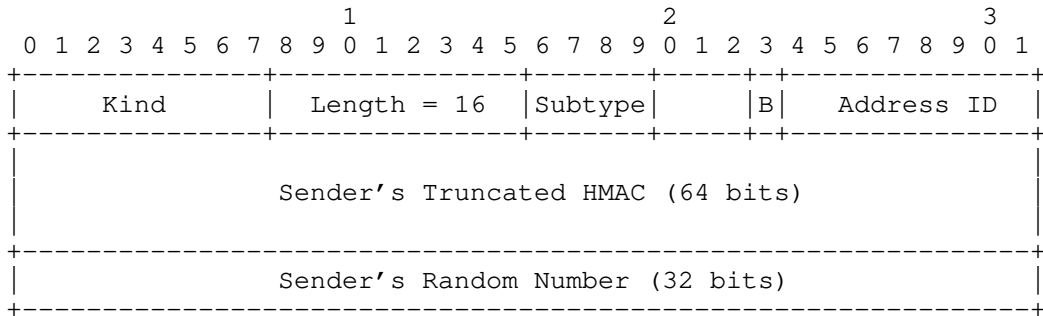 1                   2                   3
 0 1 2 3 4 5 6 7 8 9 0 1 2 3 4 5 6 7 8 9 0 1 2 3 4 5 6 7 8 9 0 1
+---------------+---------------+-------+-----+-+---------------+
|     Kind      |  Length = 16  |Subtype|     |B|   Address ID  |
+---------------+---------------+-------+-----+-+---------------+
|                                                               |
|                Sender's Truncated HMAC (64 bits)              |
|                                                               |
+---------------------------------------------------------------+
|                Sender's Random Number (32 bits)               |
+---------------------------------------------------------------+